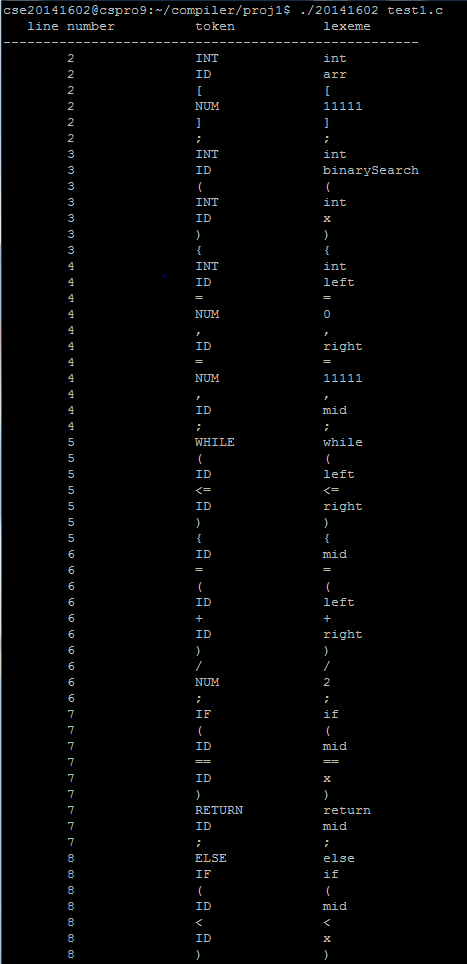 cse20141602@cspro9:~/compiler/proj1$ ./20141602 test1.c
line number token lexeme
----------------------------------------------------
2 INT int
2 ID arr
2 [ [
2 NUM 11111
2 ] ]
2 ; ;
3 INT int
3 ID binarySearch
3 ( (
3 INT int
3 ID x
3 ) )
3 { {
4 INT int
4 ID left
4 = =
4 NUM 0
4 , ,
4 ID right
4 = =
4 NUM 11111
4 , ,
4 ID mid
4 ; ;
5 WHILE while
5 ( (
5 ID left
5 <= <=
5 ID right
5 ) )
5 { {
6 ID mid
6 = =
6 ( (
6 ID left
6 + +
6 ID right
6 ) )
6 / /
6 NUM 2
6 ; ;
7 IF if
7 ( (
7 ID mid
7 == ==
7 ID x
7 ) )
7 RETURN return
7 ID mid
7 ; ;
8 ELSE else
8 IF if
8 ( (
8 ID mid
8 < <
8 ID x
8 ) )